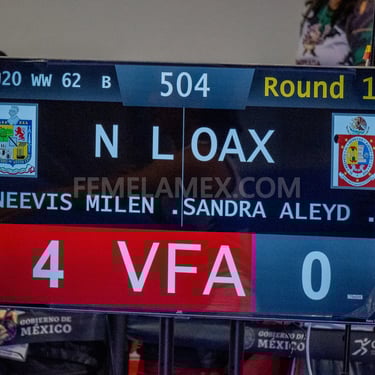 U20 WW 62 B 504 Round 1
N L OAX
FEMELAMEX.COM
NEEVIS MILEN . SANDRA ALEYD .
4 VFA 0
GOBIERNO DE MÉXICO GOBIERNO DE MÉXICO